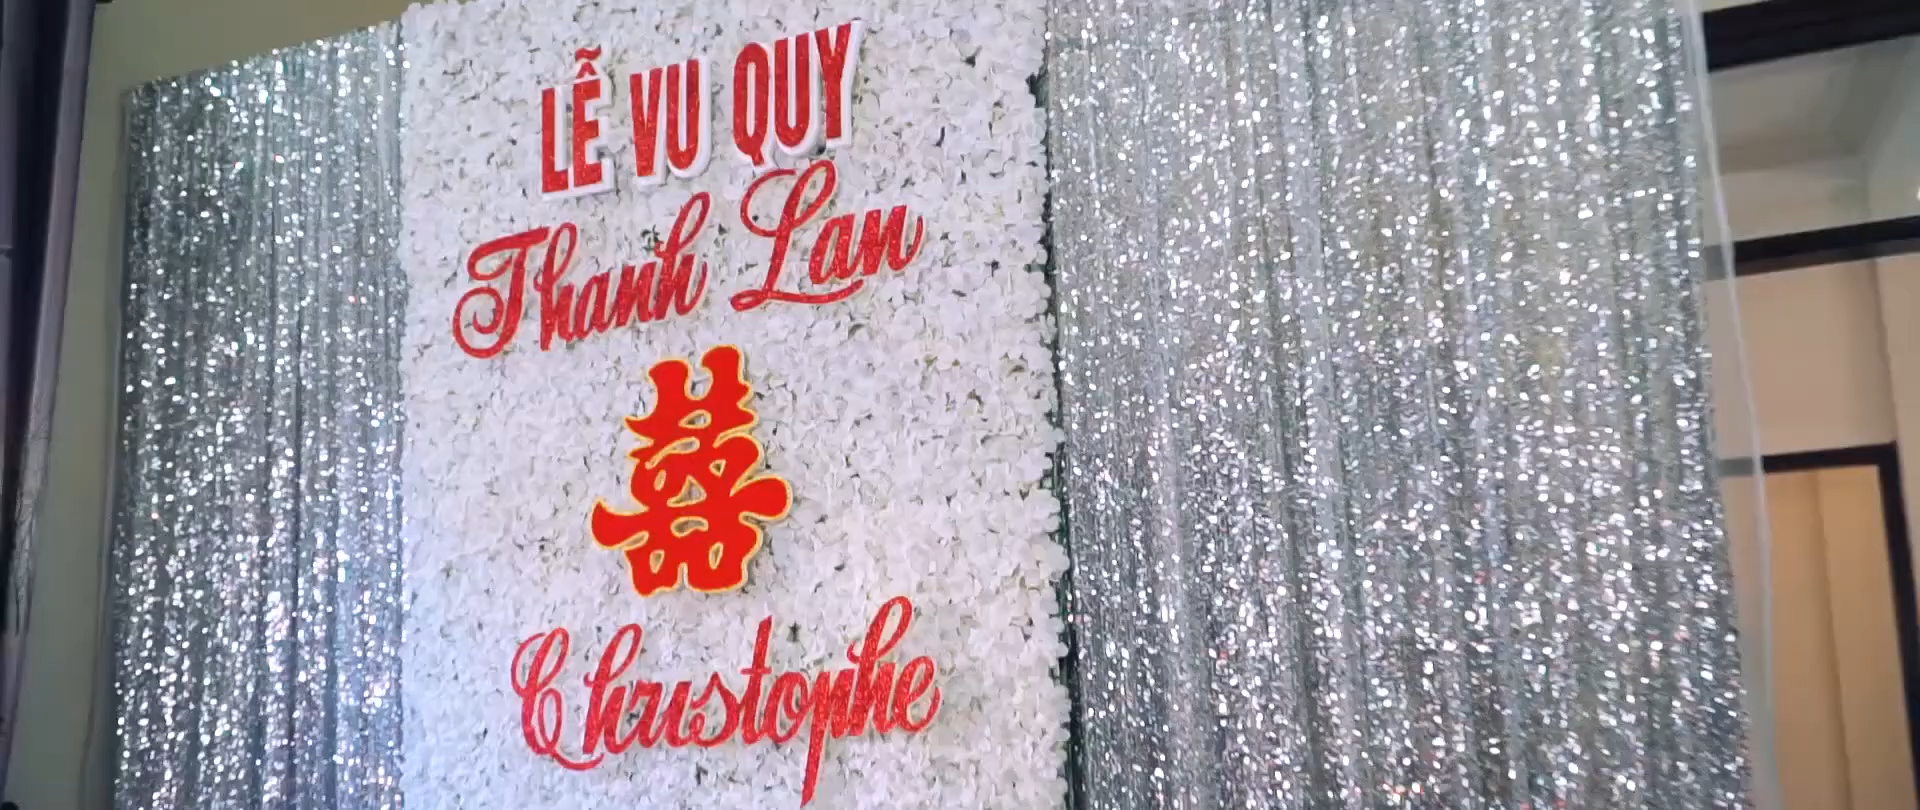 LỄ VU QUY
Thanh Lan
囍
Christophe